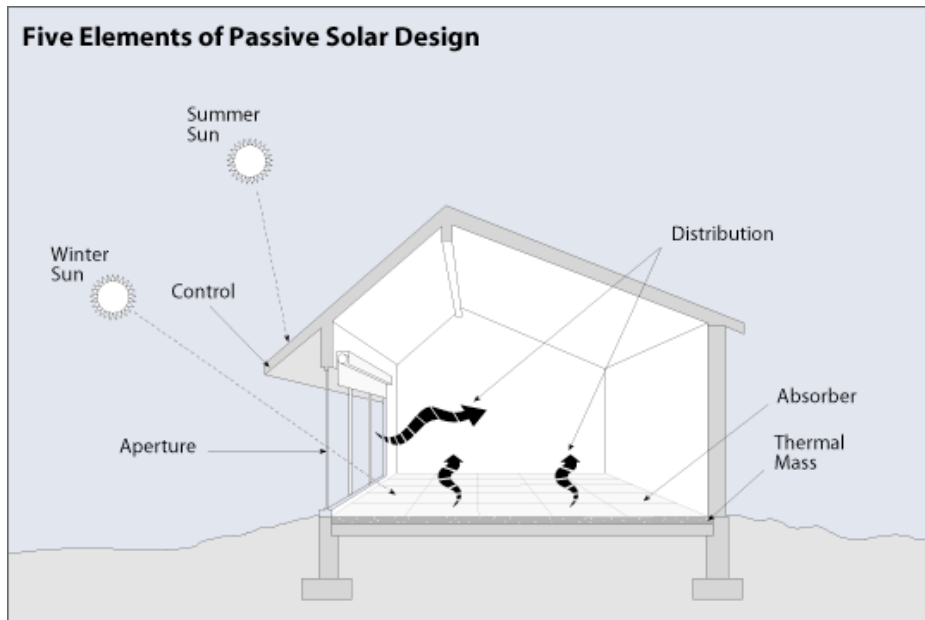 Five Elements of Passive Solar Design
Summer
Sun
Winter
Sun
Control
Distribution
Aperture
Absorber
Thermal
Mass